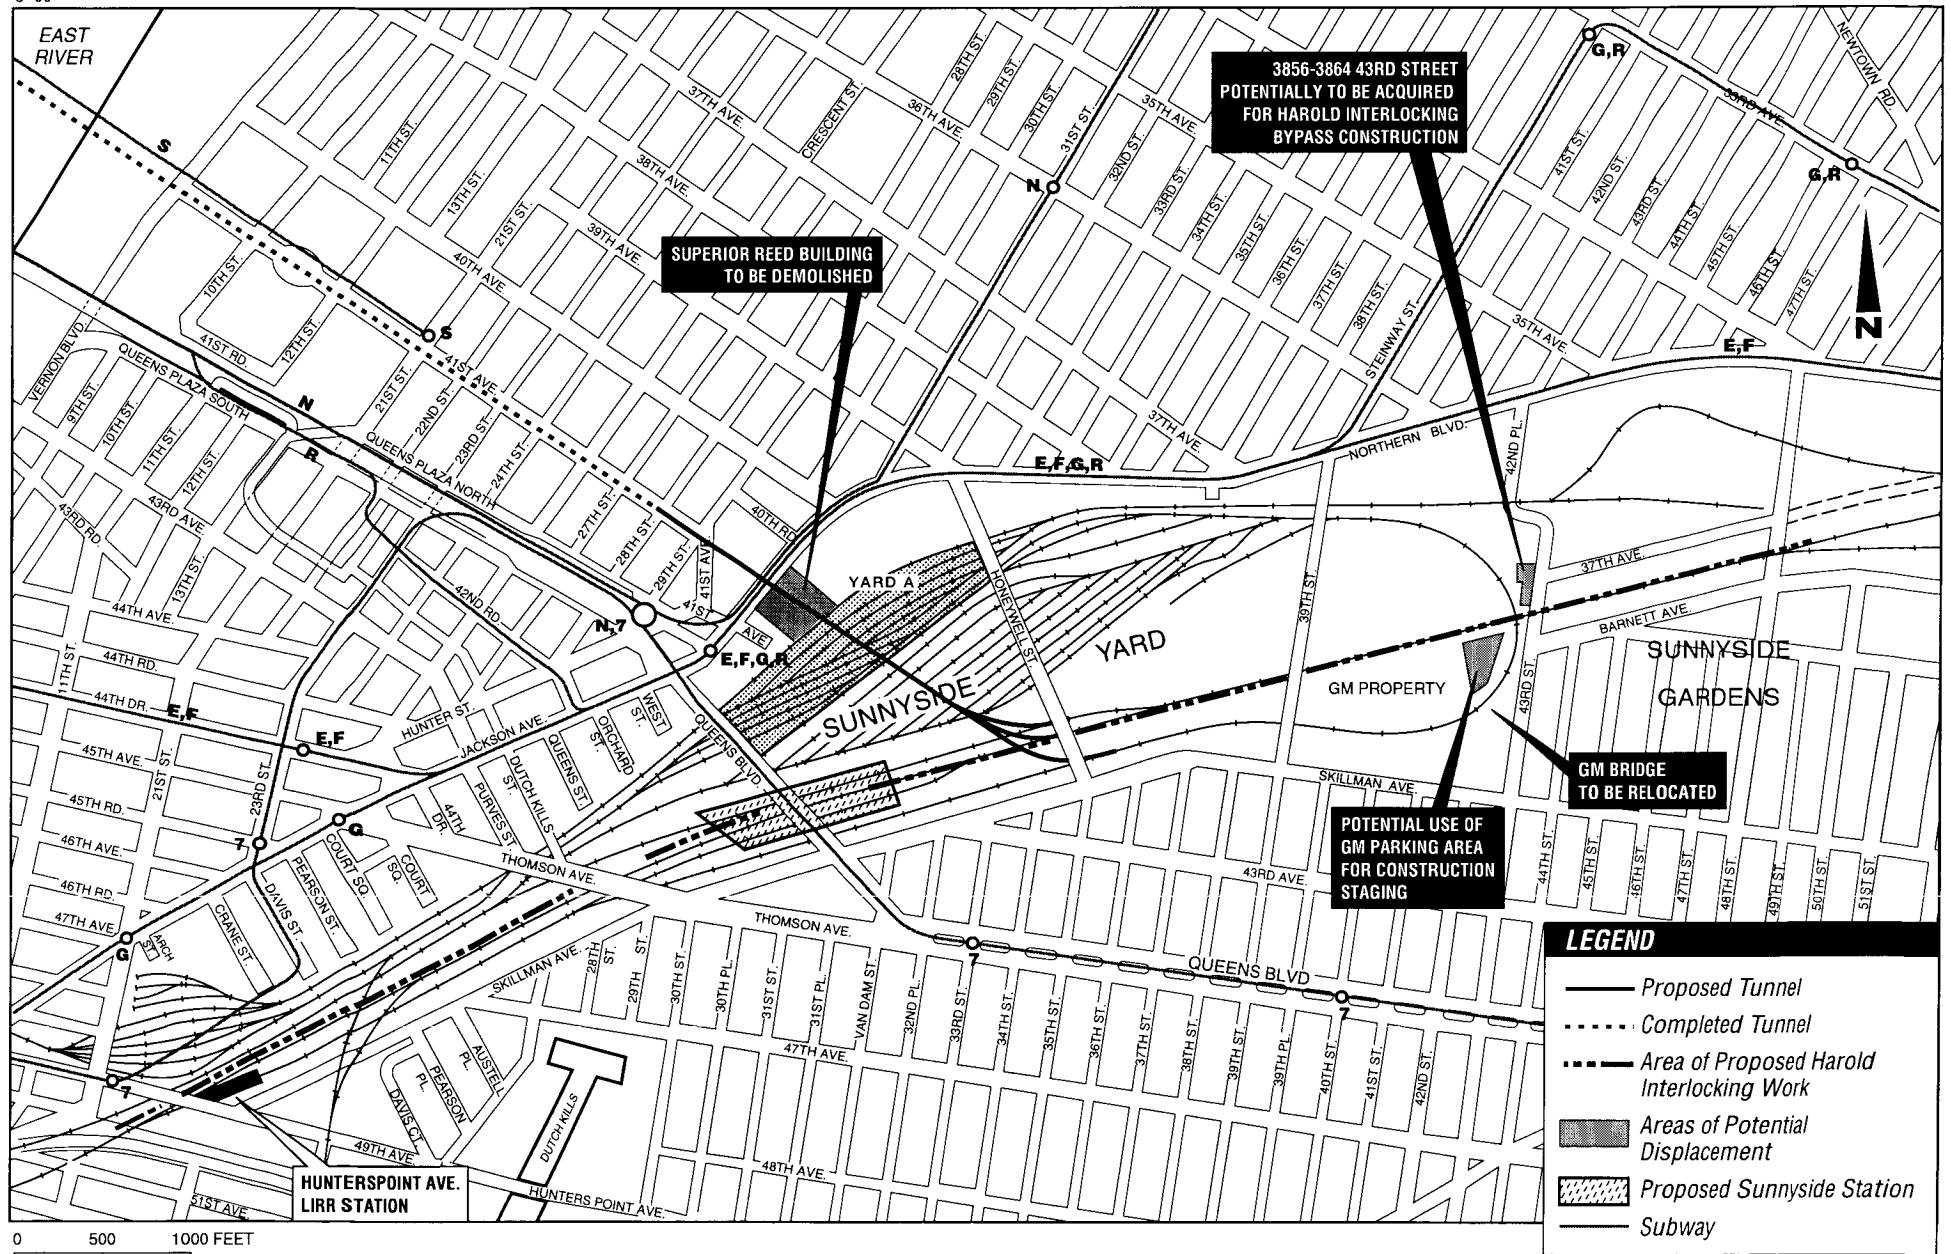 EAST
RIVER
S
S
N
R
N
G,R
G,R
E,F
E,F,G,R
N,7
E,F,G,R
E,F
E,F
G
7
G
7
7
7
3856-3864 43RD STREET
POTENTIALLY TO BE ACQUIRED
FOR HAROLD INTERLOCKING
BYPASS CONSTRUCTION
SUPERIOR REED BUILDING
TO BE DEMOLISHED
NEWTOWN RD.
33RD AVE.
28TH ST.
29TH ST.
30TH ST.
31ST ST.
35TH AVE.
36TH AVE.
37TH AVE.
38TH AVE.
39TH AVE.
40TH AVE.
41ST AVE.
CRESCENT ST.
11TH ST.
13TH ST.
21ST ST.
10TH ST.
12TH ST.
41ST RD.
VERNON BLVD.
QUEENS PLAZA SOUTH
QUEENS PLAZA NORTH
9TH ST.
10TH ST.
11TH ST.
12TH ST.
13TH ST.
43RD AVE.
43RD RD.
21ST ST.
22ND ST.
23RD ST.
24TH ST.
27TH ST.
28TH ST.
29TH ST.
41ST AVE.
40TH RD.
41ST
AVE
32ND ST.
33RD ST.
34TH ST.
35TH ST.
36TH ST.
37TH ST.
38TH ST.
STEINWAY ST.
41ST ST.
42ND ST.
43RD ST.
44TH ST.
45TH ST.
46TH ST.
47TH ST.
35TH AVE.
37TH AVE.
NORTHERN BLVD.
42ND PL.
N
YARD A
HONEYWELL ST.
39TH ST.
SUNNYSIDE
YARD
GM PROPERTY
37TH AVE.
BARNETT AVE.
43RD ST.
SUNNYSIDE
GARDENS
44TH AVE.
42ND RD.
11TH ST.
44TH RD.
44TH DR.
HUNTER ST.
JACKSON AVE.
WEST
ST.
ORCHARD
ST.
QUEENS ST.
DUTCH KILLS
ST.
PURVES ST.
44TH
DR.
QUEENS BLVD.
45TH AVE.
21ST ST.
23RD ST.
45TH RD.
46TH AVE.
46TH RD.
47TH AVE.
ARCH
ST.
CRANE ST.
DAVIS ST.
PEARSON ST.
COURT SQ.
COURT
SQ.
THOMSON AVE.
THOMSON AVE.
SKILLMAN AVE.
SKILLMAN AVE.
GM BRIDGE
TO BE RELOCATED
POTENTIAL USE OF
GM PARKING AREA
FOR CONSTRUCTION
STAGING
43RD AVE.
44TH ST.
45TH ST.
46TH ST.
47TH ST.
48TH ST.
49TH ST.
50TH ST.
51ST ST.
28TH
ST.
29TH
ST.
30TH ST.
30TH PL.
31ST ST.
31ST PL.
VAN DAM ST.
32ND PL.
33RD ST.
34TH ST.
35TH ST.
36TH ST.
37TH ST.
38TH ST.
39TH ST.
39TH PL.
40TH ST.
41ST ST.
42ND ST.
QUEENS BLVD
47TH AVE.
48TH AVE.
AUSTELL
PL.
PEARSON
PL.
DAVIS CT.
DUTCH KILLS
49TH AVE.
HUNTERS POINT AVE.
51ST AVE.
HUNTERSPOINT AVE.
LIRR STATION
LEGEND
Proposed Tunnel
Completed Tunnel
Area of Proposed Harold
Interlocking Work
Areas of Potential
Displacement
Proposed Sunnyside Station
Subway
0 500 1000 FEET